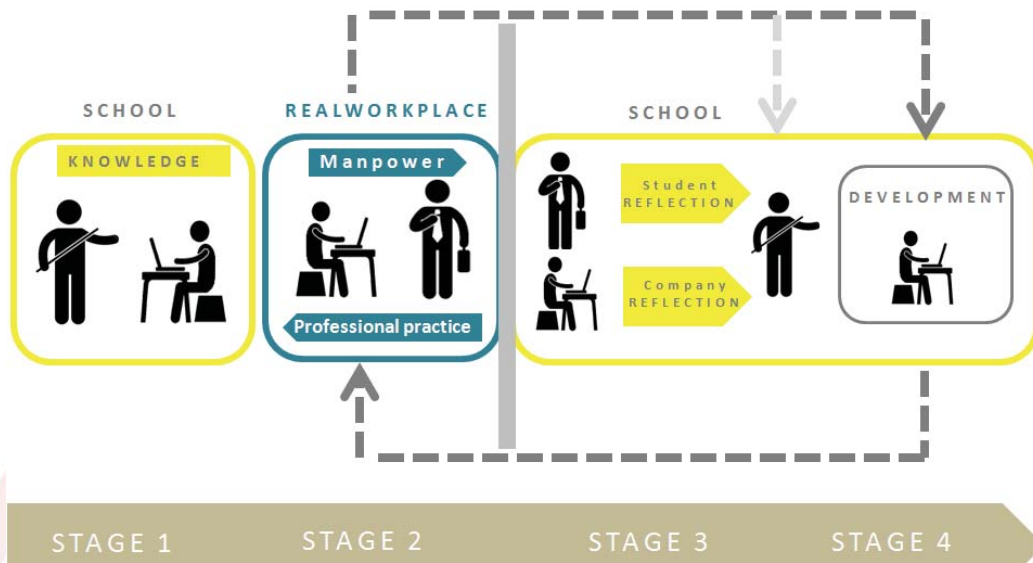 SCHOOL
KNOWLEDGE
REALWORKPLACE
Manpower
Professional practice
SCHOOL
Student
REFLECTION
Company
REFLECTION
DEVELOPMENT
STAGE 1
STAGE 2
STAGE 3
STAGE 4